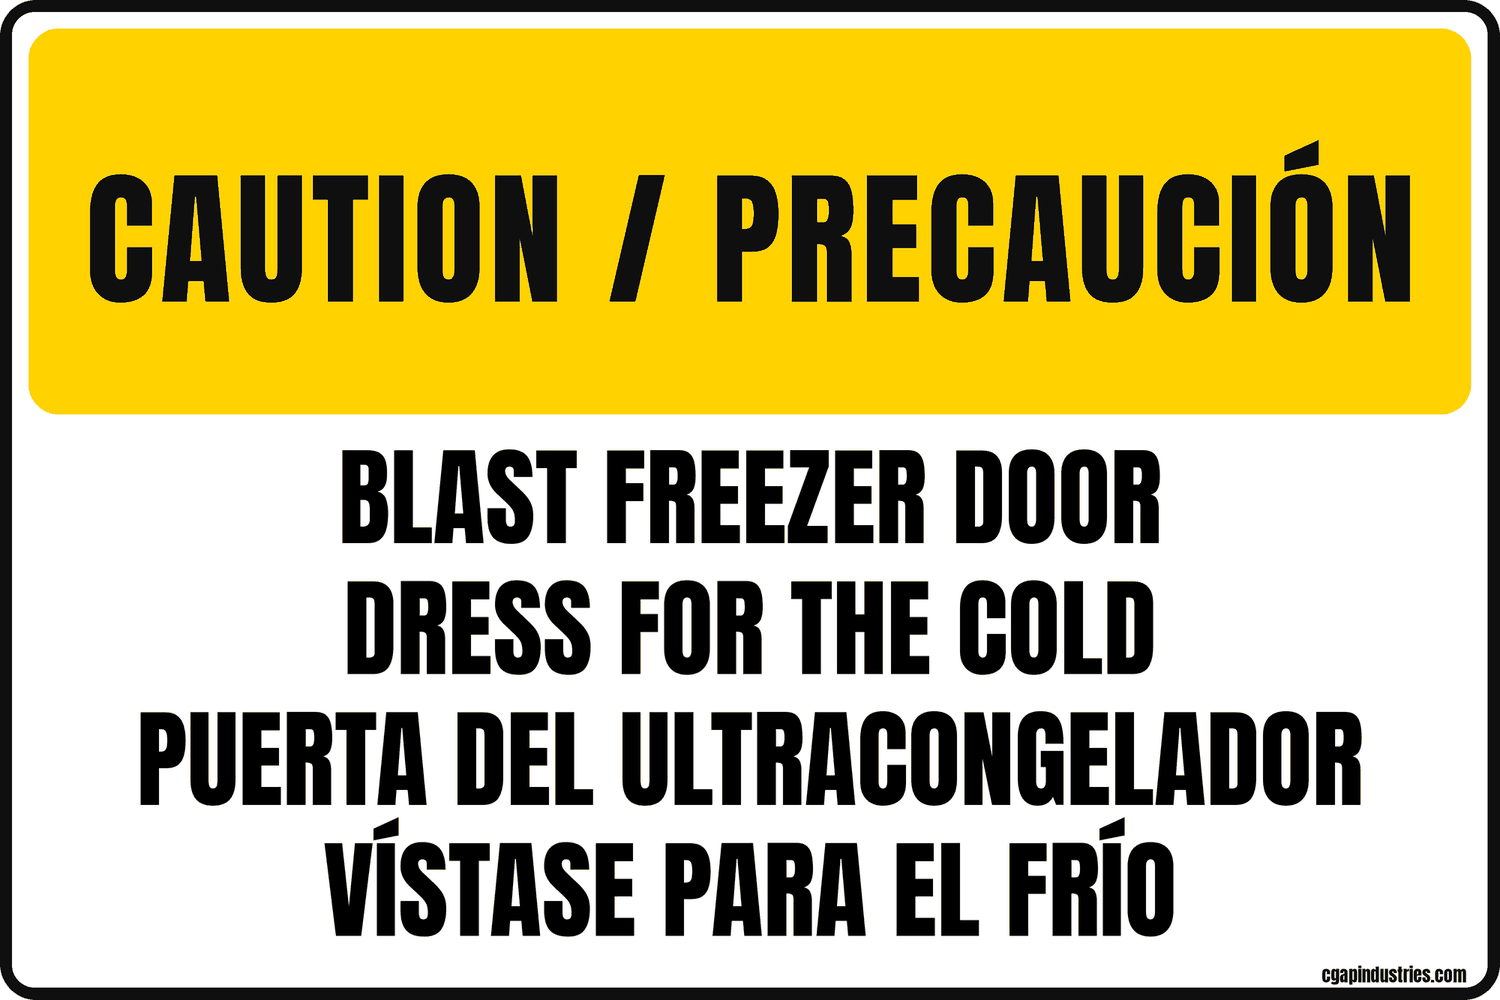 CAUTION / PRECAUCIÓN
BLAST FREEZER DOOR
DRESS FOR THE COLD
PUERTA DEL ULTRACONGELADOR
VÍSTASE PARA EL FRÍO
cgapindustries.com